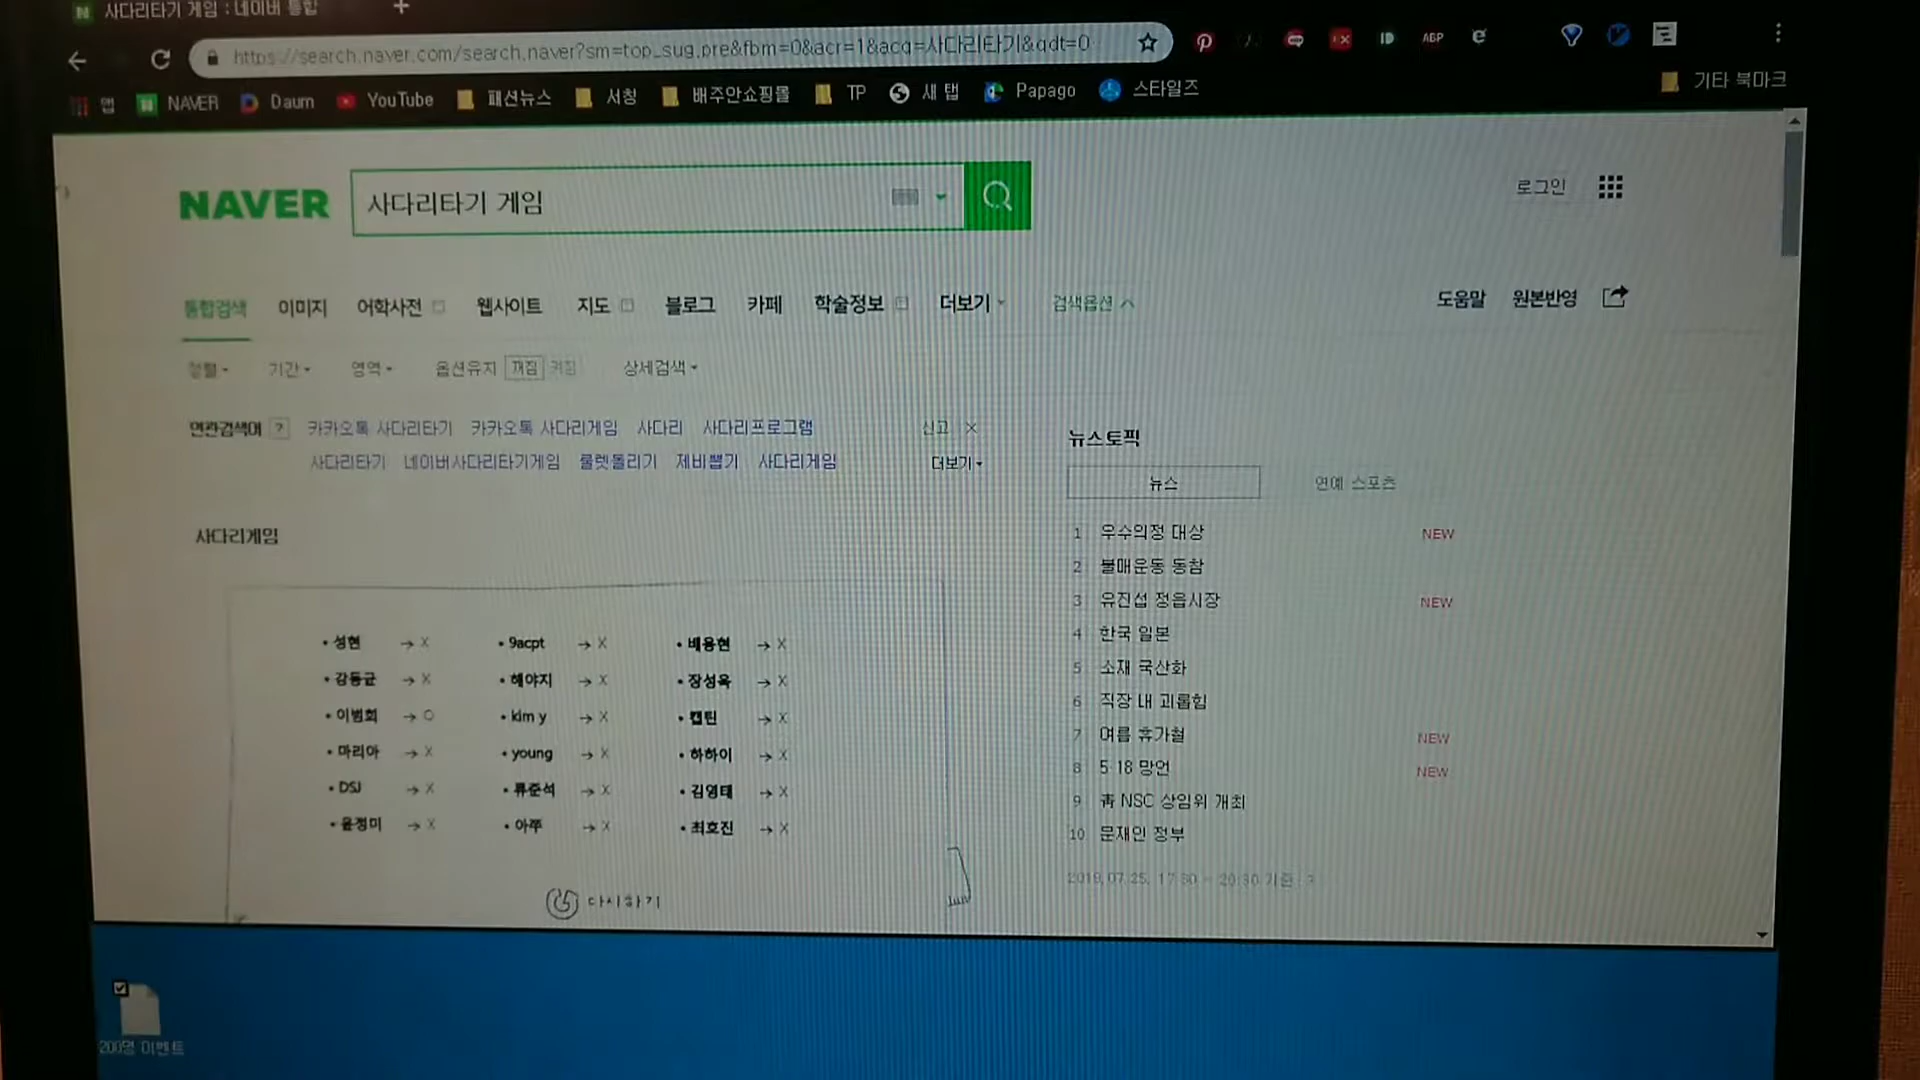 사다리타기 게임 : 네이버 통합
https://search.naver.com/search.naver?sm=top_sug.pre&fbm=0&acr=1&acq=사다리타기&qdt=0
앱 NAVER Daum YouTube 패션뉴스 서칭 배주안쇼핑몰 TP 새 탭 Papago 스타일즈 기타 북마크
NAVER 사다리타기 게임 로그인
통합검색 이미지 어학사전 웹사이트 지도 블로그 카페 학술정보 더보기 검색옵션 도움말 원본반영
정렬 기간 영역 옵션유지 꺼짐 켜짐 상세검색
연관검색어 ? 카카오톡 사다리타기 카카오톡 사다리게임 사다리 사다리프로그램 신고 X
사다리타기 네이버사다리타기게임 룰렛돌리기 제비뽑기 사다리게임 더보기
사다리게임
• 성현 → X • 9acpt → X • 배용현 → X
• 강동균 → X • 해야지 → X • 장성욱 → X
• 이범희 → O • kim y → X • 캡틴 → X
• 마리아 → X • young → X • 하하이 → X
• DSJ → X • 류준석 → X • 김영태 → X
• 윤정미 → X • 아쭈 → X • 최호진 → X
다시하기
뉴스토픽
뉴스 연예 스포츠
1 우수의정 대상 NEW
2 불매운동 동참
3 유진섭 정읍시장 NEW
4 한국 일본
5 소재 국산화
6 직장 내 괴롭힘
7 여름 휴가철 NEW
8 5·18 망언 NEW
9 靑 NSC 상임위 개최
10 문재인 정부
2019.07.25. 17:30 ~ 20:30 기준
200명 이벤트